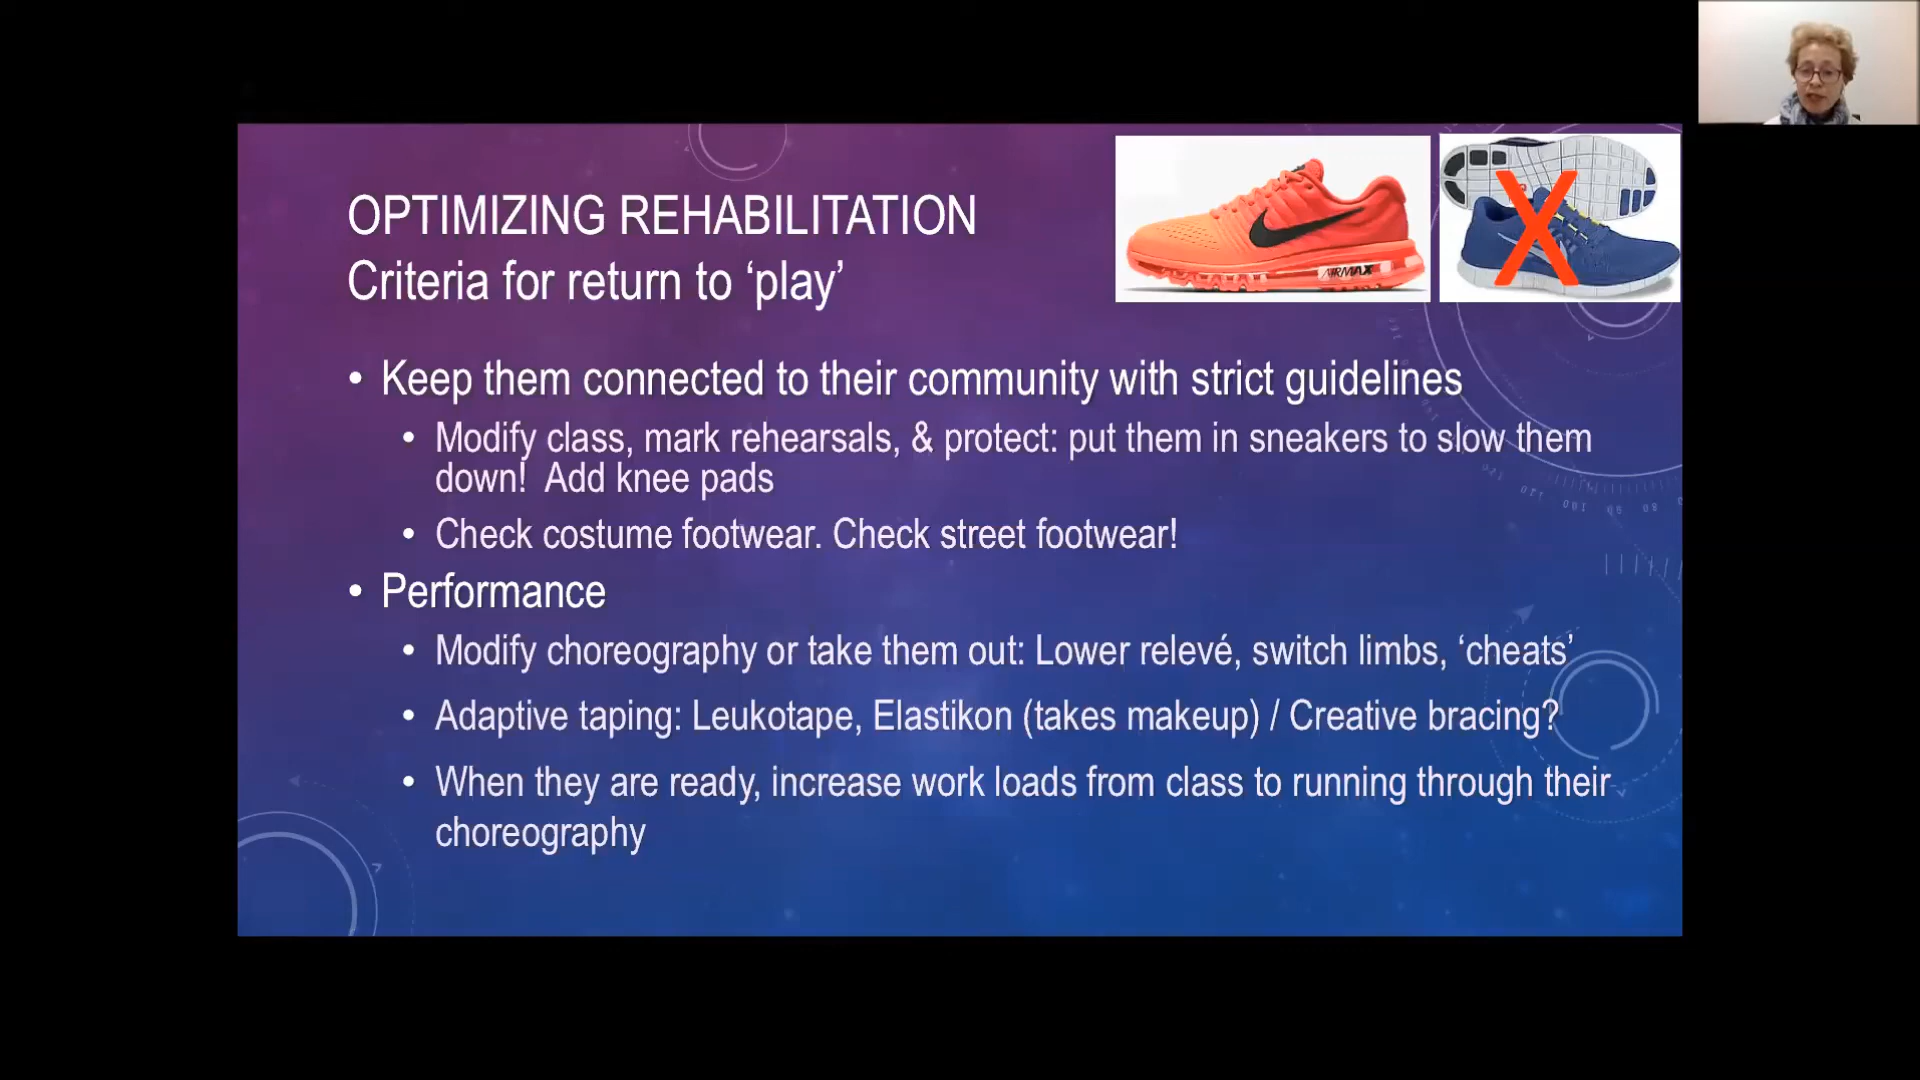 OPTIMIZING REHABILITATION
Criteria for return to ‘play’
AIRMAX
X
• Keep them connected to their community with strict guidelines
• Modify class, mark rehearsals, & protect: put them in sneakers to slow them
down! Add knee pads
• Check costume footwear. Check street footwear!
• Performance
• Modify choreography or take them out: Lower relevé, switch limbs, ‘cheats’
• Adaptive taping: Leukotape, Elastikon (takes makeup) / Creative bracing?
• When they are ready, increase work loads from class to running through their
choreography